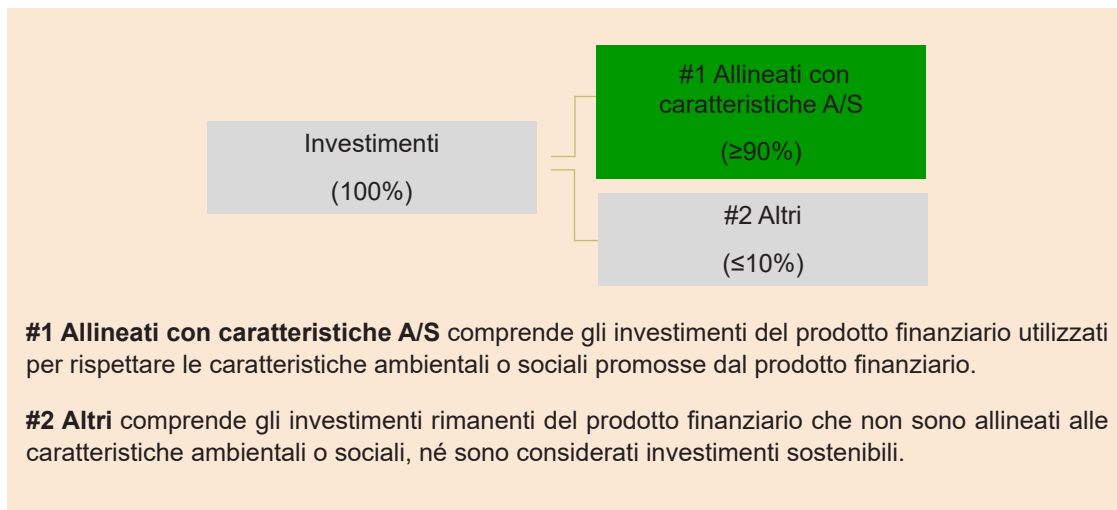 #1 Allineati con
caratteristiche A/S
(≥90%)
Investimenti
(100%)
#2 Altri
(≤10%)
#1 Allineati con caratteristiche A/S comprende gli investimenti del prodotto finanziario utilizzati
per rispettare le caratteristiche ambientali o sociali promosse dal prodotto finanziario.
#2 Altri comprende gli investimenti rimanenti del prodotto finanziario che non sono allineati alle
caratteristiche ambientali o sociali, né sono considerati investimenti sostenibili.